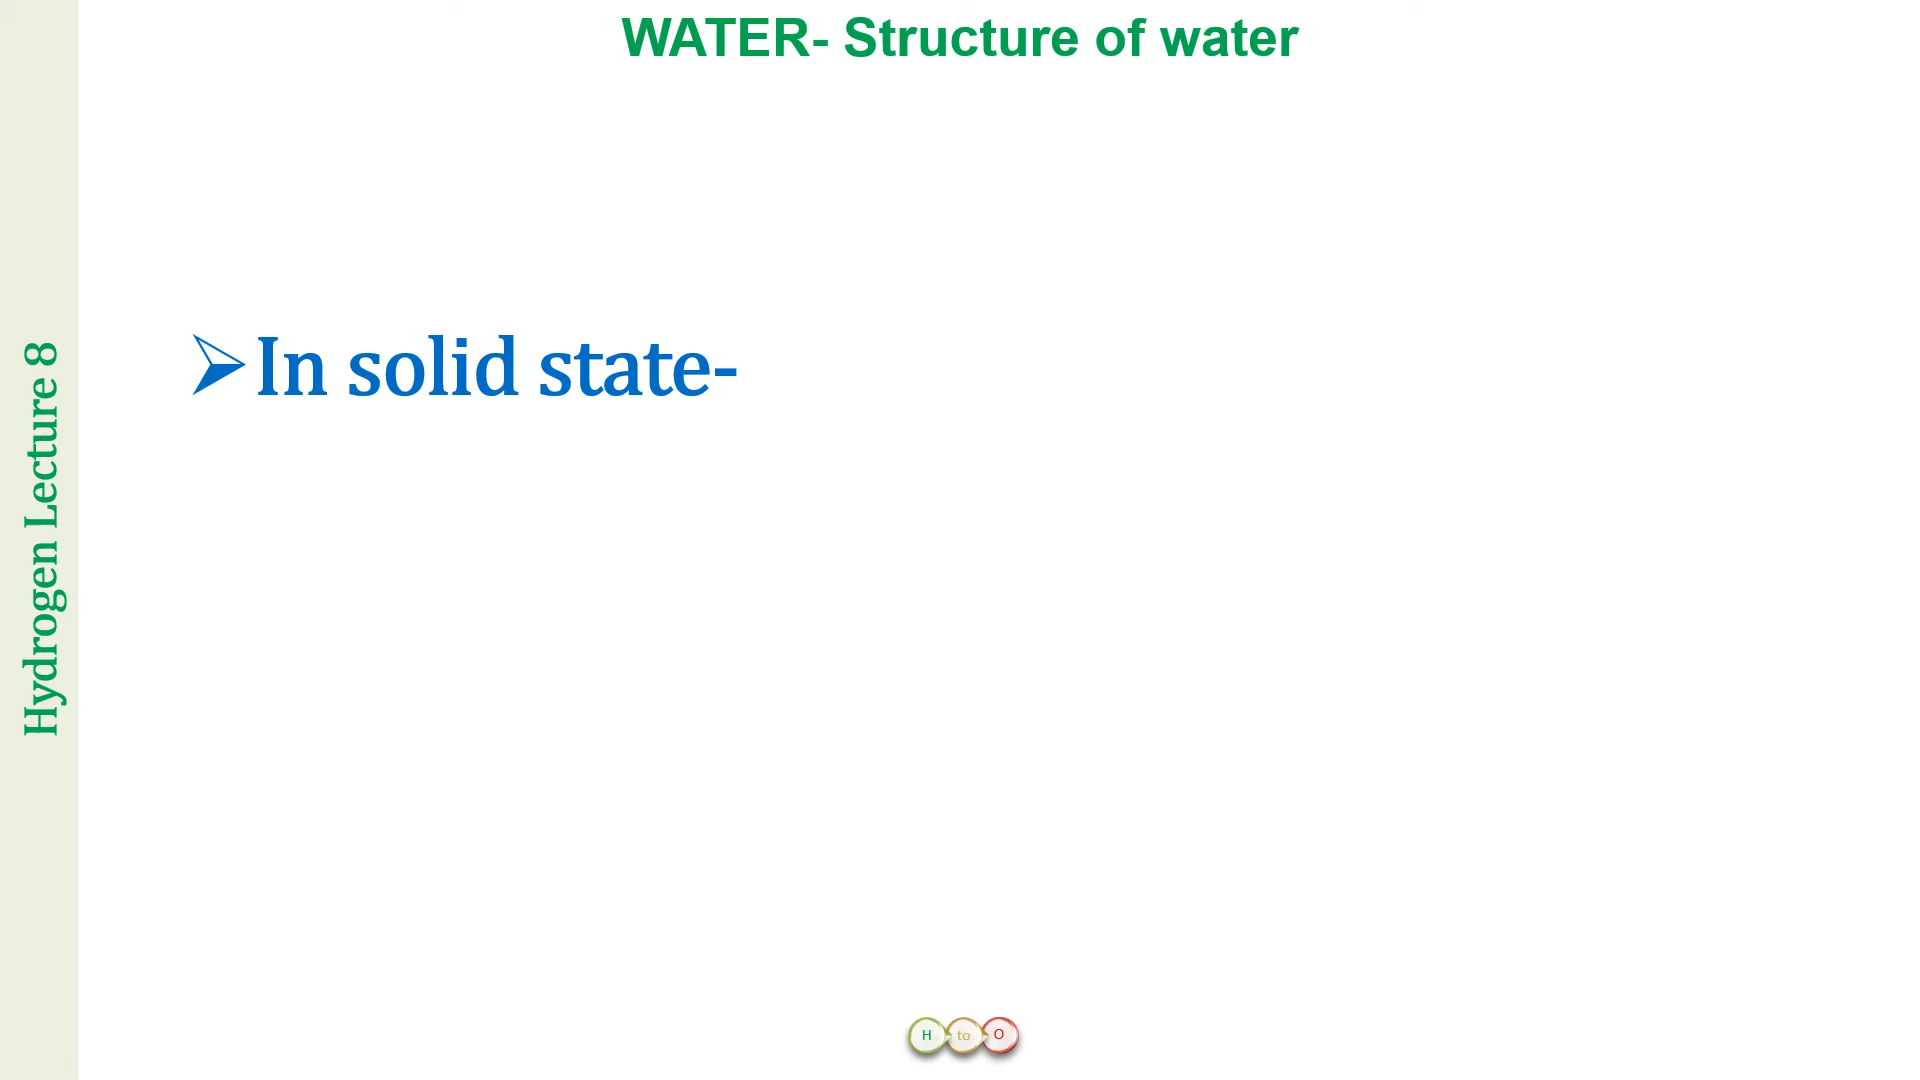 WATER- Structure of water
Hydrogen Lecture 8
➢In solid state-
H to O